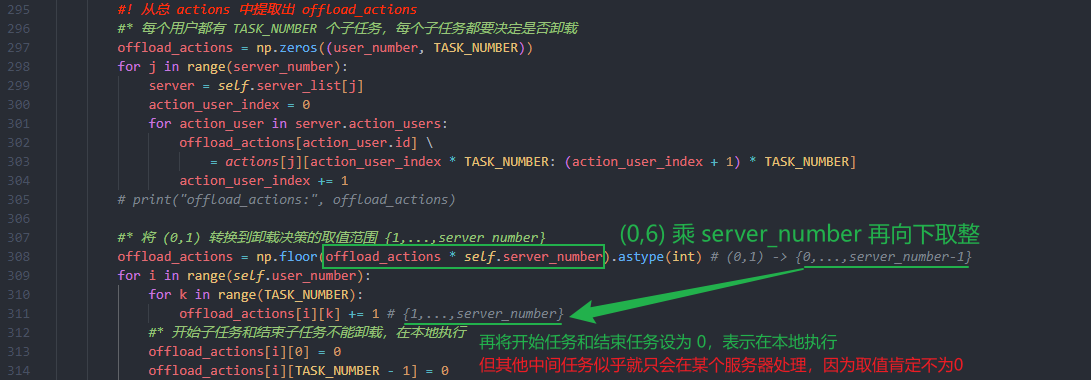 295 #! 从总 actions 中提取出 offload_actions
296 #* 每个用户都有 TASK_NUMBER 个子任务，每个子任务都要决定是否卸载
297 offload_actions = np.zeros((user_number, TASK_NUMBER))
298 for j in range(server_number):
299 server = self.server_list[j]
300 action_user_index = 0
301 for action_user in server.action_users:
302 offload_actions[action_user.id] \
303 = actions[j][action_user_index * TASK_NUMBER: (action_user_index + 1) * TASK_NUMBER]
304 action_user_index += 1
305 # print("offload_actions:", offload_actions)
306
307 #* 将 (0,1) 转换到卸载决策的取值范围 {1,...,server_number}
(0,6) 乘 server_number 再向下取整
308 offload_actions = np.floor(offload_actions * self.server_number).astype(int) # (0,1) -> {0,...,server_number-1}
309 for i in range(self.user_number):
310 for k in range(TASK_NUMBER):
311 offload_actions[i][k] += 1 # {1,...,server_number}
312 #* 开始子任务和结束子任务不能卸载，在本地执行
再将开始任务和结束任务设为 0，表示在本地执行
313 offload_actions[i][0] = 0
但其他中间任务似乎就只会在某个服务器处理，因为取值肯定不为0
314 offload_actions[i][TASK_NUMBER - 1] = 0